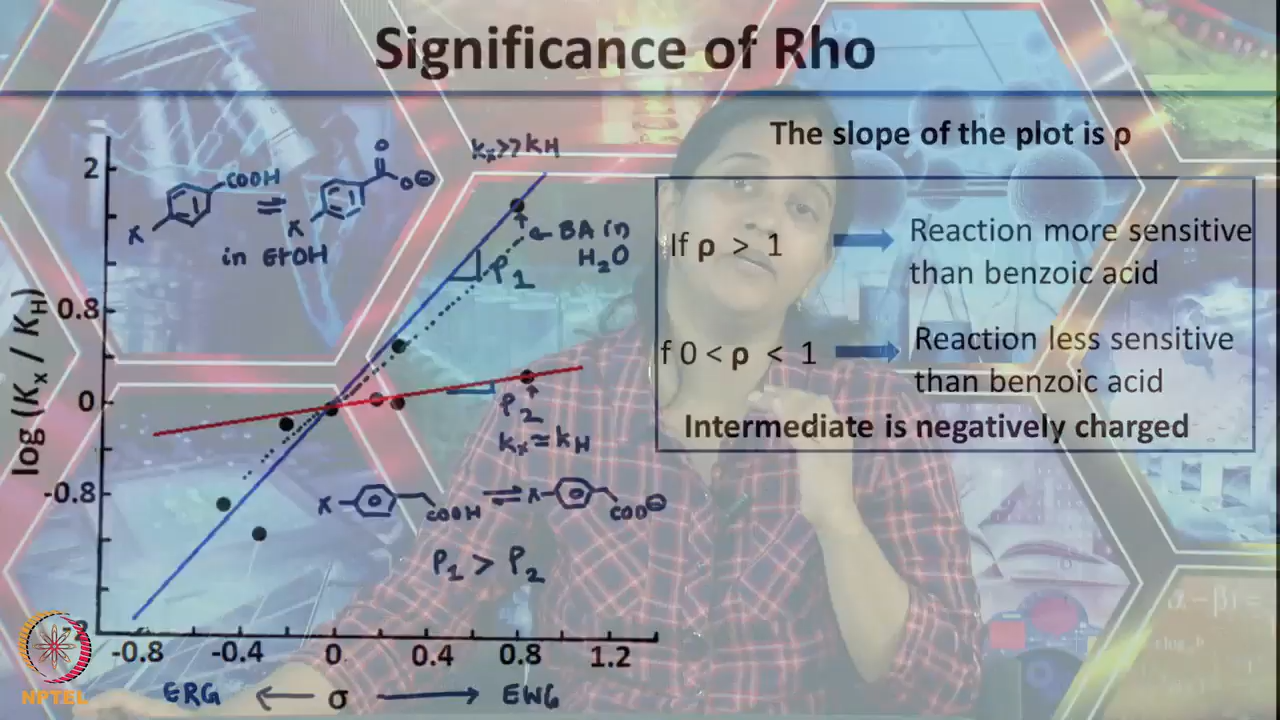 Significance of Rho
The slope of the plot is ρ
If ρ > 1
Reaction more sensitive
than benzoic acid
f 0 < ρ < 1
Reaction less sensitive
than benzoic acid
Intermediate is negatively charged
log (Kx / KH)
2
0.8
0
-0.8
-0.8
-0.4
0
0.4
0.8
1.2
ERG
σ
EWG
X
COOH
X
O
O⊖
in EtOH
kx>>kH
BA in
H2O
ρ1
ρ2
kx≃kH
X
COOH
X
COO⊖
ρ1 > ρ2
NPTEL